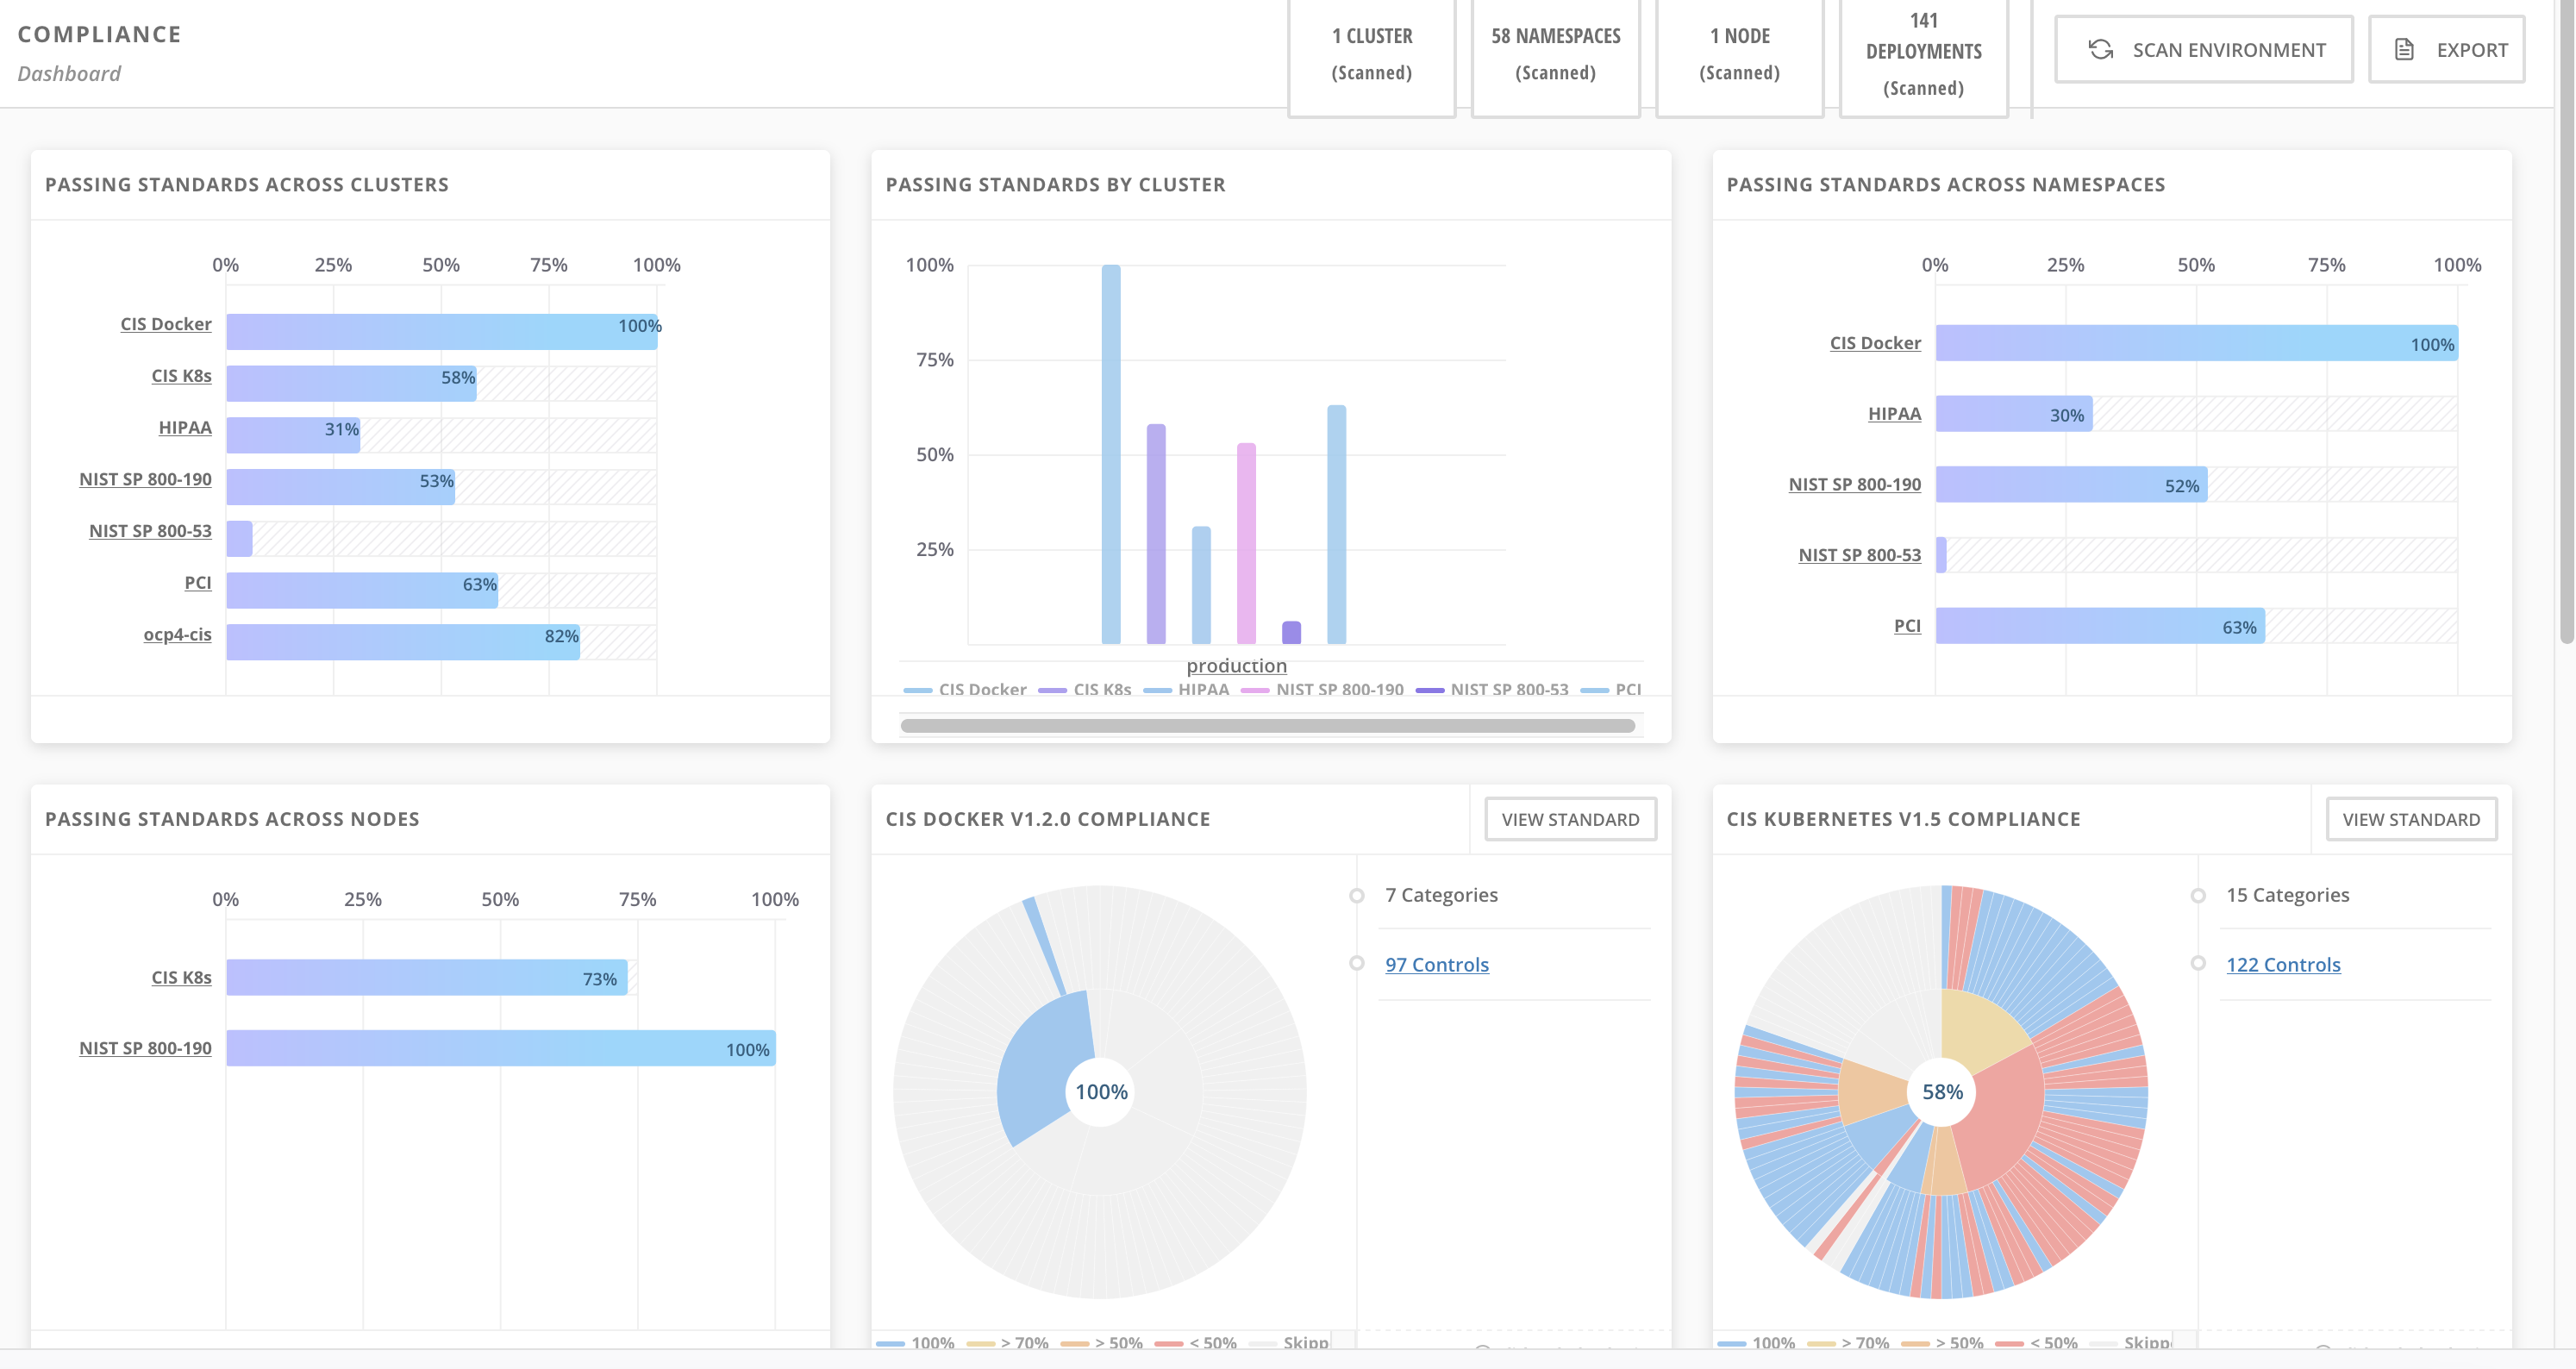 COMPLIANCE
Dashboard
1 CLUSTER
(Scanned)
58 NAMESPACES
(Scanned)
1 NODE
(Scanned)
141
DEPLOYMENTS
(Scanned)
SCAN ENVIRONMENT
EXPORT
PASSING STANDARDS ACROSS CLUSTERS
0% 25% 50% 75% 100%
CIS Docker 100%
CIS K8s 58%
HIPAA 31%
NIST SP 800-190 53%
NIST SP 800-53
PCI 63%
ocp4-cis 82%
PASSING STANDARDS BY CLUSTER
100%
75%
50%
25%
production
CIS Docker CIS K8s HIPAA NIST SP 800-190 NIST SP 800-53 PCI
PASSING STANDARDS ACROSS NAMESPACES
0% 25% 50% 75% 100%
CIS Docker 100%
HIPAA 30%
NIST SP 800-190 52%
NIST SP 800-53
PCI 63%
PASSING STANDARDS ACROSS NODES
0% 25% 50% 75% 100%
CIS K8s 73%
NIST SP 800-190 100%
CIS DOCKER V1.2.0 COMPLIANCE
VIEW STANDARD
100%
7 Categories
97 Controls
100% > 70% > 50% < 50% Skipp
CIS KUBERNETES V1.5 COMPLIANCE
VIEW STANDARD
58%
15 Categories
122 Controls
100% > 70% > 50% < 50% Skipp